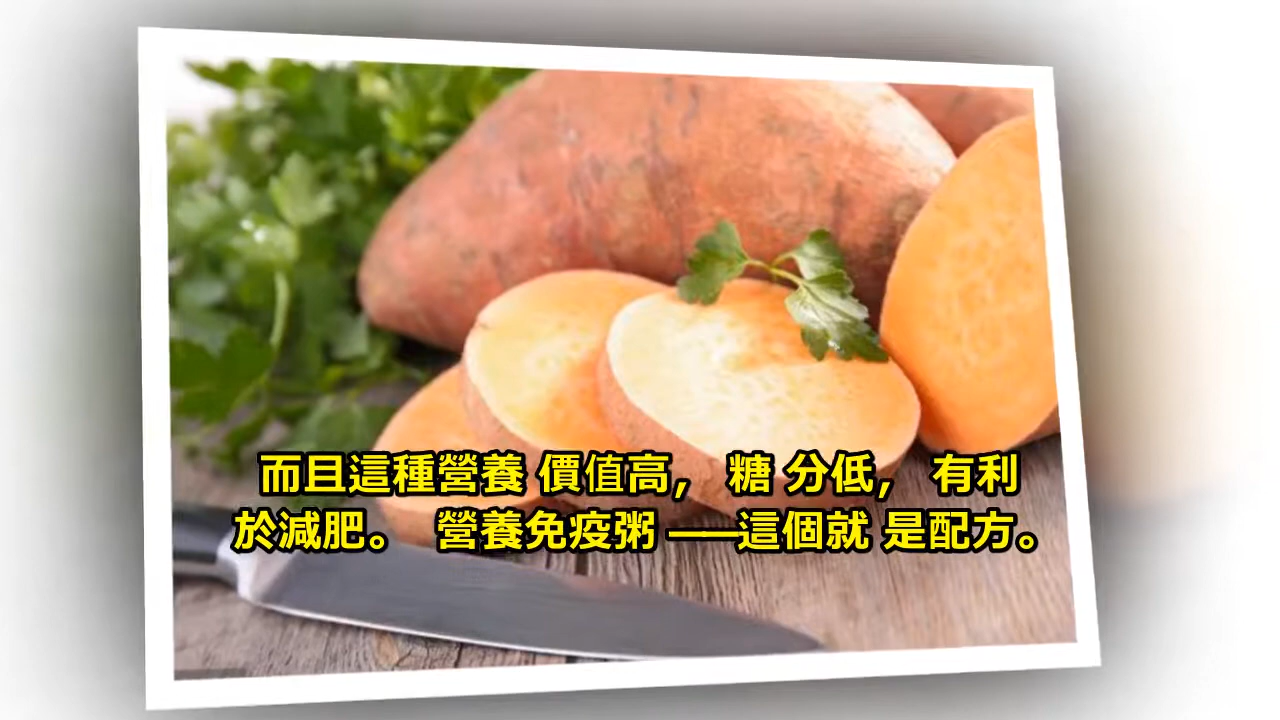 而且這種營養 價值高， 糖 分低， 有利
於減肥。 營養免疫粥 ——這個就 是配方。